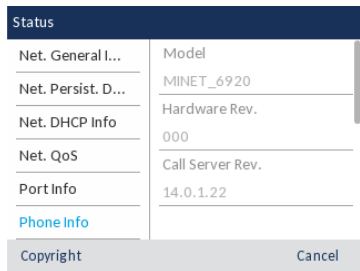 Status
Net. General I...
Net. Persist. D...
Net. DHCP Info
Net. QoS
Port Info
Phone Info
Model
MINET_6920
Hardware Rev.
000
Call Server Rev.
14.0.1.22
Copyright
Cancel